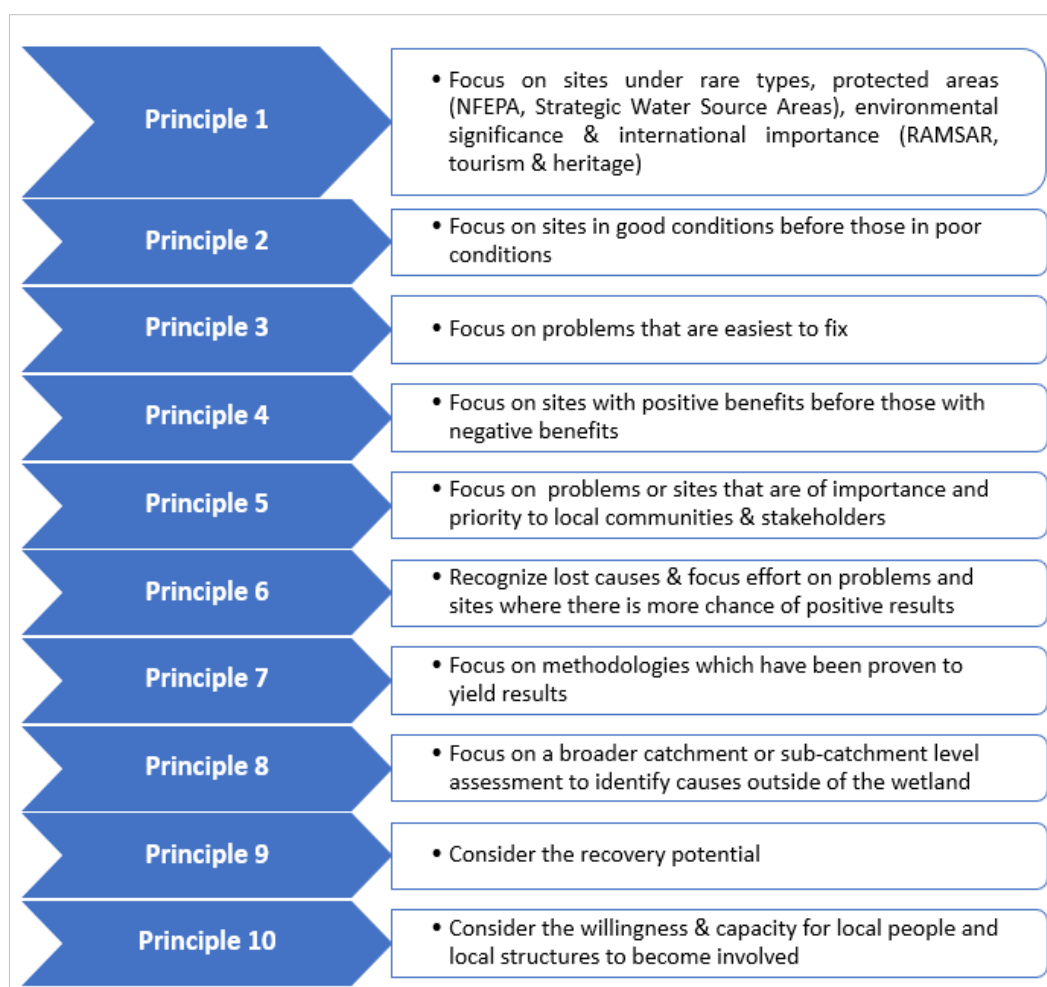 Principle 1
• Focus on sites under rare types, protected areas
(NFEPA, Strategic Water Source Areas), environmental
significance & international importance (RAMSAR,
tourism & heritage)
Principle 2
• Focus on sites in good conditions before those in poor
conditions
Principle 3
• Focus on problems that are easiest to fix
Principle 4
• Focus on sites with positive benefits before those with
negative benefits
Principle 5
• Focus on problems or sites that are of importance and
priority to local communities & stakeholders
Principle 6
• Recognize lost causes & focus effort on problems and
sites where there is more chance of positive results
Principle 7
• Focus on methodologies which have been proven to
yield results
Principle 8
• Focus on a broader catchment or sub-catchment level
assessment to identify causes outside of the wetland
Principle 9
• Consider the recovery potential
Principle 10
• Consider the willingness & capacity for local people and
local structures to become involved